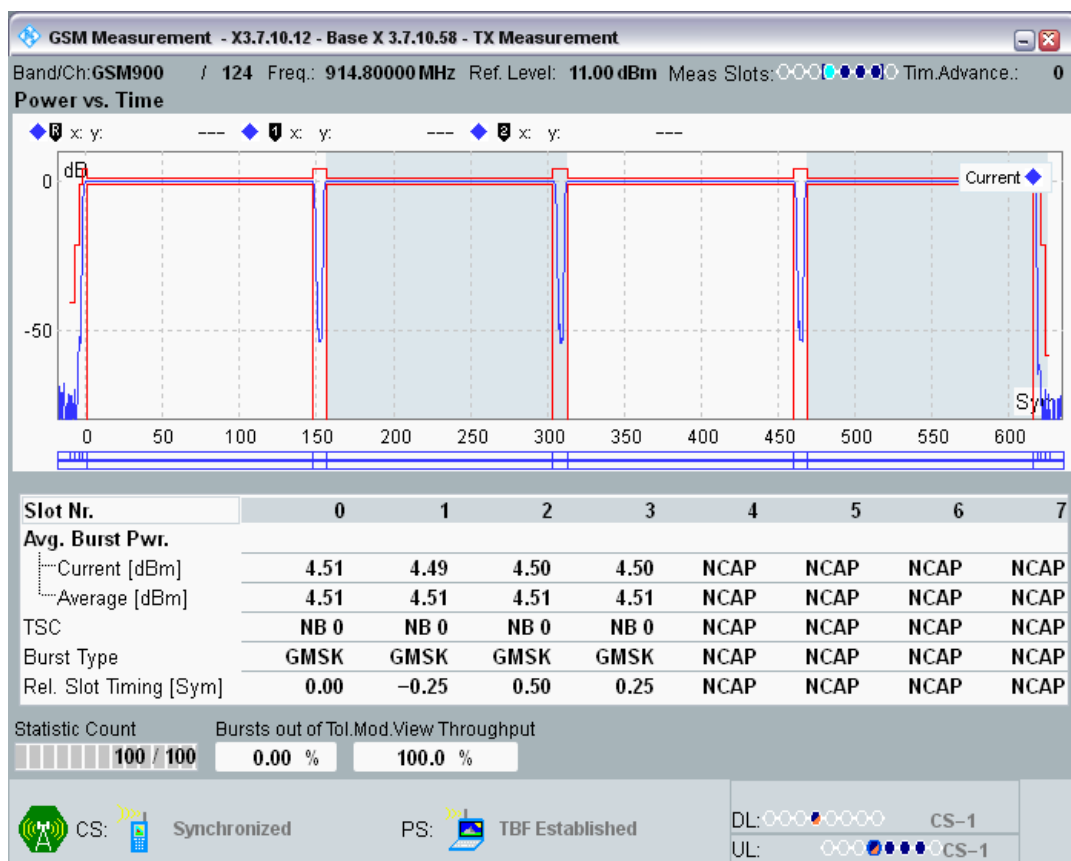 GSM Measurement - X3.7.10.12 - Base X 3.7.10.58 - TX Measurement
Band/Ch:GSM900 / 124 Freq.: 914.80000 MHz Ref. Level: 11.00 dBm Meas Slots: Tim.Advance.: 0
Power vs. Time
R x: y: --- 1 x: y: --- 2 x: y: ---
dB
Current
0
-50
Sym
0 50 100 150 200 250 300 350 400 450 500 550 600
Slot Nr. 0 1 2 3 4 5 6 7
Avg. Burst Pwr.
Current [dBm] 4.51 4.49 4.50 4.50 NCAP NCAP NCAP NCAP
Average [dBm] 4.51 4.51 4.51 4.51 NCAP NCAP NCAP NCAP
TSC NB 0 NB 0 NB 0 NB 0 NCAP NCAP NCAP NCAP
Burst Type GMSK GMSK GMSK GMSK NCAP NCAP NCAP NCAP
Rel. Slot Timing [Sym] 0.00 −0.25 0.50 0.25 NCAP NCAP NCAP NCAP
Statistic Count Bursts out of Tol. Mod.View Throughput
100 / 100 0.00 % 100.0 %
CS: Synchronized PS: TBF Established
DL: CS−1
UL: CS−1